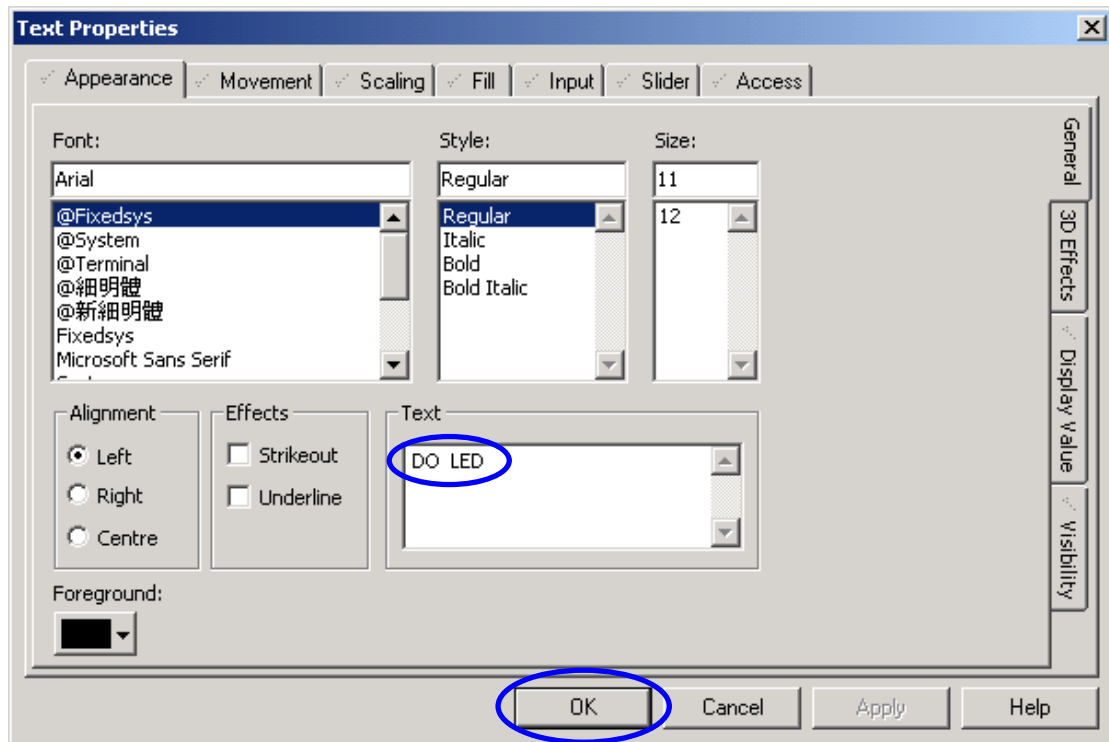 Text Properties
Appearance Movement Scaling Fill Input Slider Access
Font: Style: Size:
Arial Regular 11
@Fixedsys Regular 12
@System Italic
@Terminal Bold
@細明體 Bold Italic
@新細明體
Fixedsys
Microsoft Sans Serif
Alignment Effects Text
Left Strikeout DO LED
Right Underline
Centre
Foreground:
General
3D Effects
Display Value
Visibility
OK Cancel Apply Help